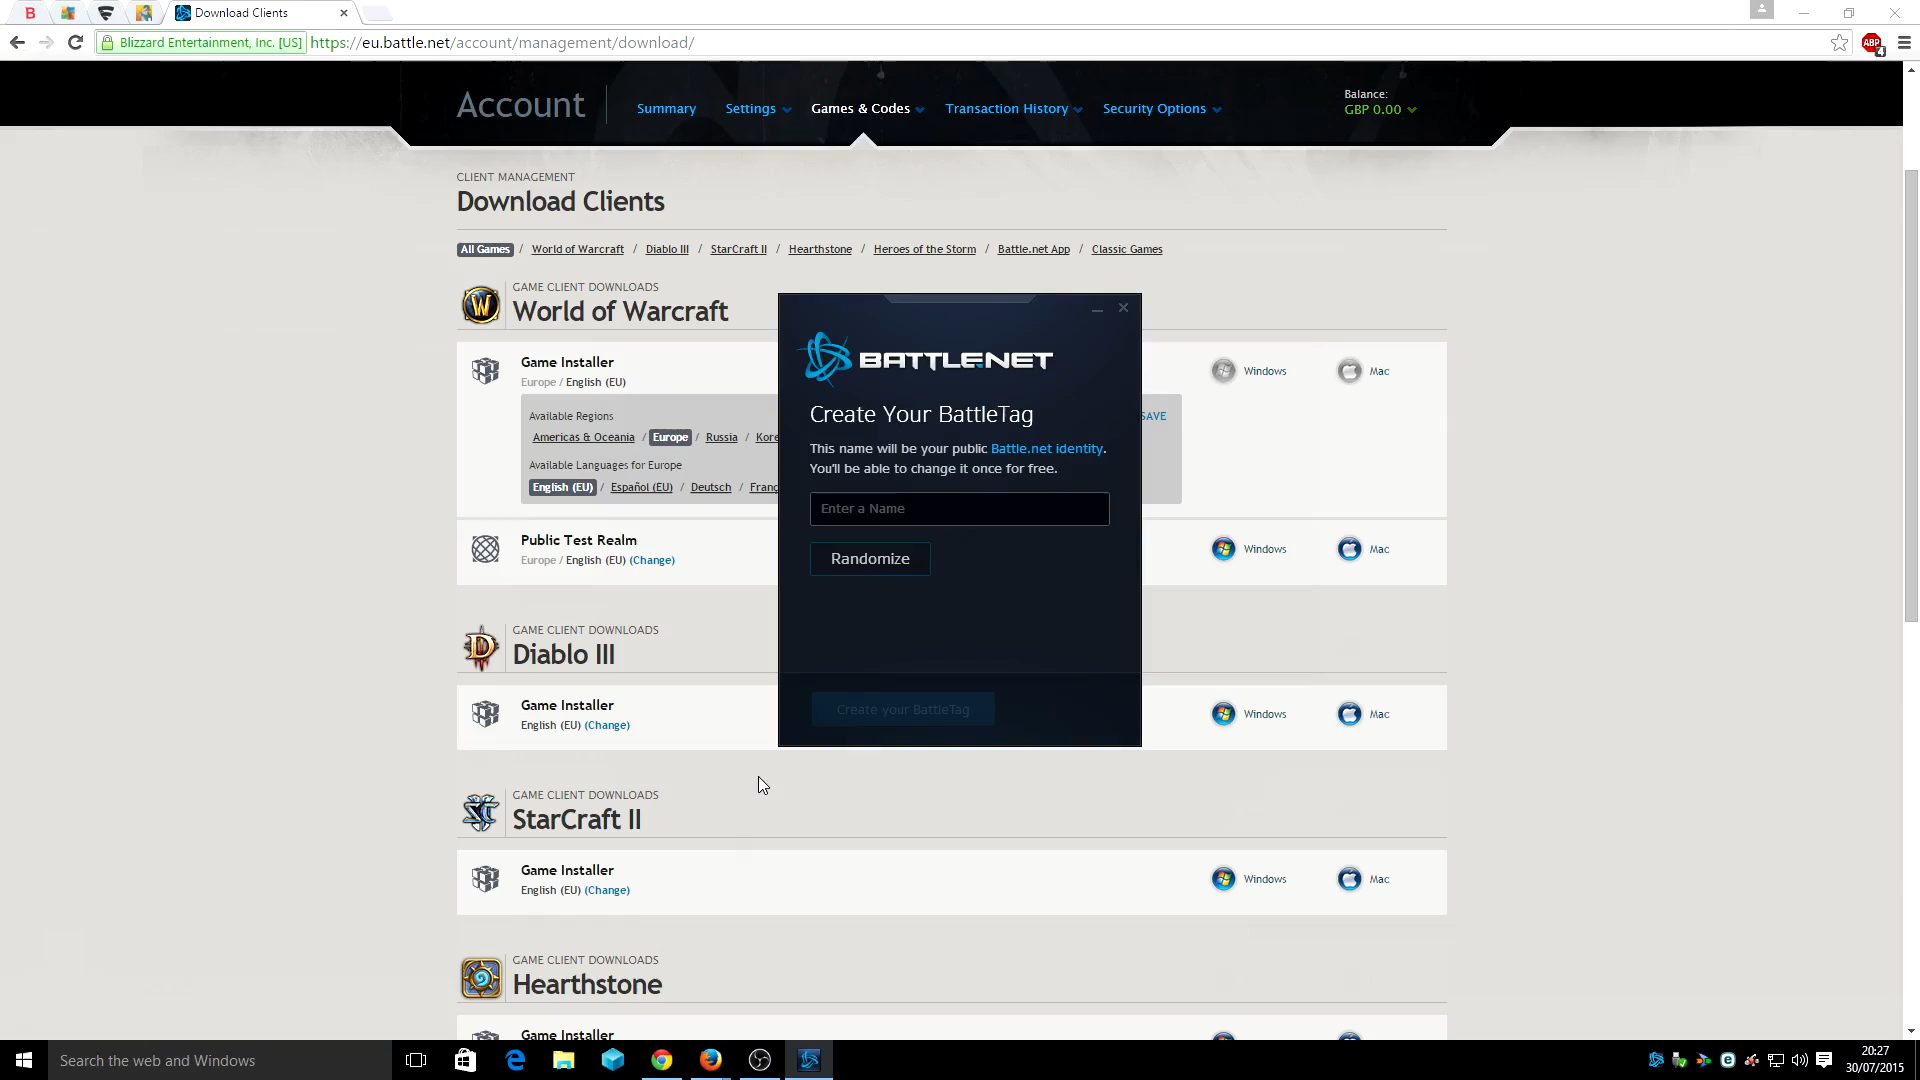 B
Download Clients
Blizzard Entertainment, Inc. [US]
https://eu.battle.net/account/management/download/
ABP
4
Account
Summary
Settings
Games & Codes
Transaction History
Security Options
Balance:
GBP 0.00
CLIENT MANAGEMENT
Download Clients
All Games / World of Warcraft / Diablo III / StarCraft II / Hearthstone / Heroes of the Storm / Battle.net App / Classic Games
GAME CLIENT DOWNLOADS
World of Warcraft
Game Installer
Europe / English (EU)
Windows
Mac
Available Regions
SAVE
Americas & Oceania / Europe / Russia / Kore
Available Languages for Europe
English (EU) / Español (EU) / Deutsch / Franç
Public Test Realm
Europe / English (EU) (Change)
Windows
Mac
BATTLE.NET
Create Your BattleTag
This name will be your public Battle.net identity.
You'll be able to change it once for free.
Enter a Name
Randomize
Create your BattleTag
GAME CLIENT DOWNLOADS
Diablo III
Game Installer
English (EU) (Change)
Windows
Mac
GAME CLIENT DOWNLOADS
StarCraft II
Game Installer
English (EU) (Change)
Windows
Mac
GAME CLIENT DOWNLOADS
Hearthstone
Game Installer
Search the web and Windows
20:27
30/07/2015